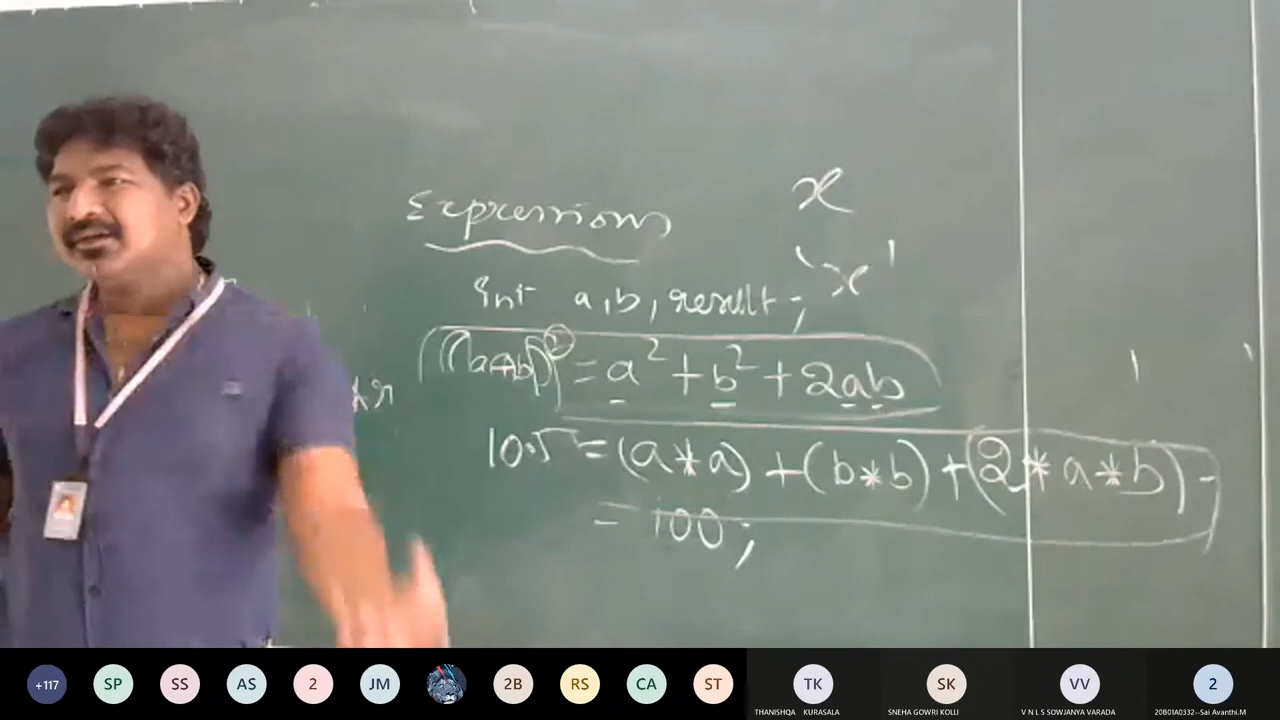 Expressions
x
'x'
int a, b, result;
((a+b))² = a² + b² + 2ab
10.5 = (a*a) + (b*b) + (2*a*b) -
- 100;
+117
SP
SS
AS
2
JM
2B
RS
CA
ST
TK
SK
VV
2
THANISHQA KURASALA
SNEHA GOWRI KOLLI
V N L S SOWJANYA VARADA
20B01A0332--Sai Avanthi.M